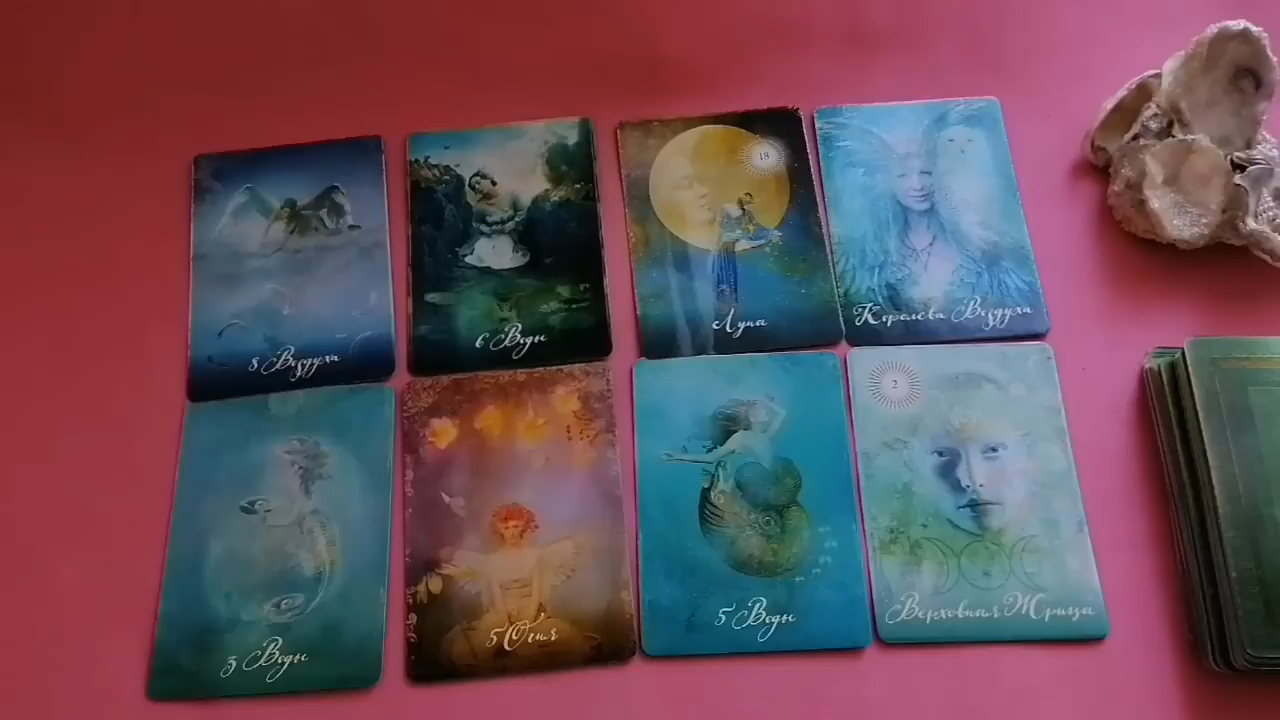 8 Воздуха
6 Воды
18
Луна
Королева Воздуха
3 Воды
5 Огня
5 Воды
2
Верховная Жрица